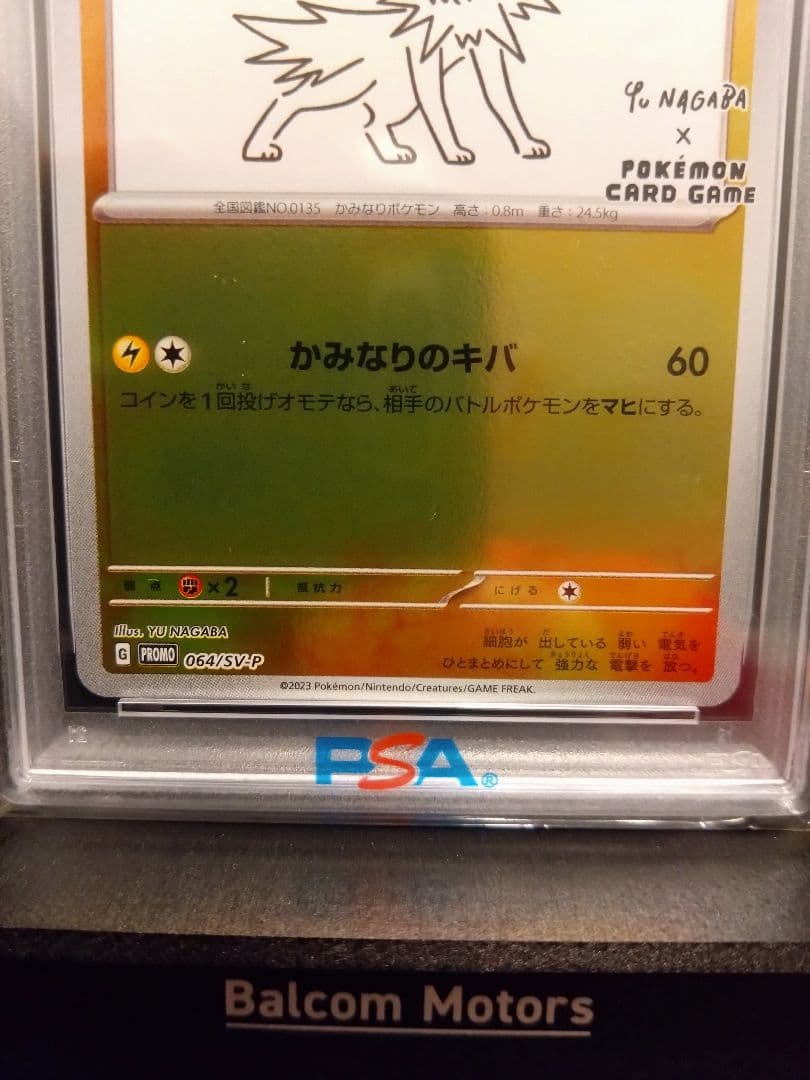 Yu NAGABA
X
POKÉMON
CARD GAME
全国図鑑NO.0135 かみなりポケモン 高さ:0.8m 重さ:24.5kg
かみなりのキバ 60
コインを1回投げオモテなら、相手のバトルポケモンをマヒにする。
弱点 ×2 抵抗力 にげる
Illus. YU NAGABA
G PROMO 064/SV-P
細胞が 出している 弱い 電気を
ひとまとめにして 強力な 電撃を 放つ。
©2023 Pokémon/Nintendo/Creatures/GAME FREAK.
PSA®
Balcom Motors